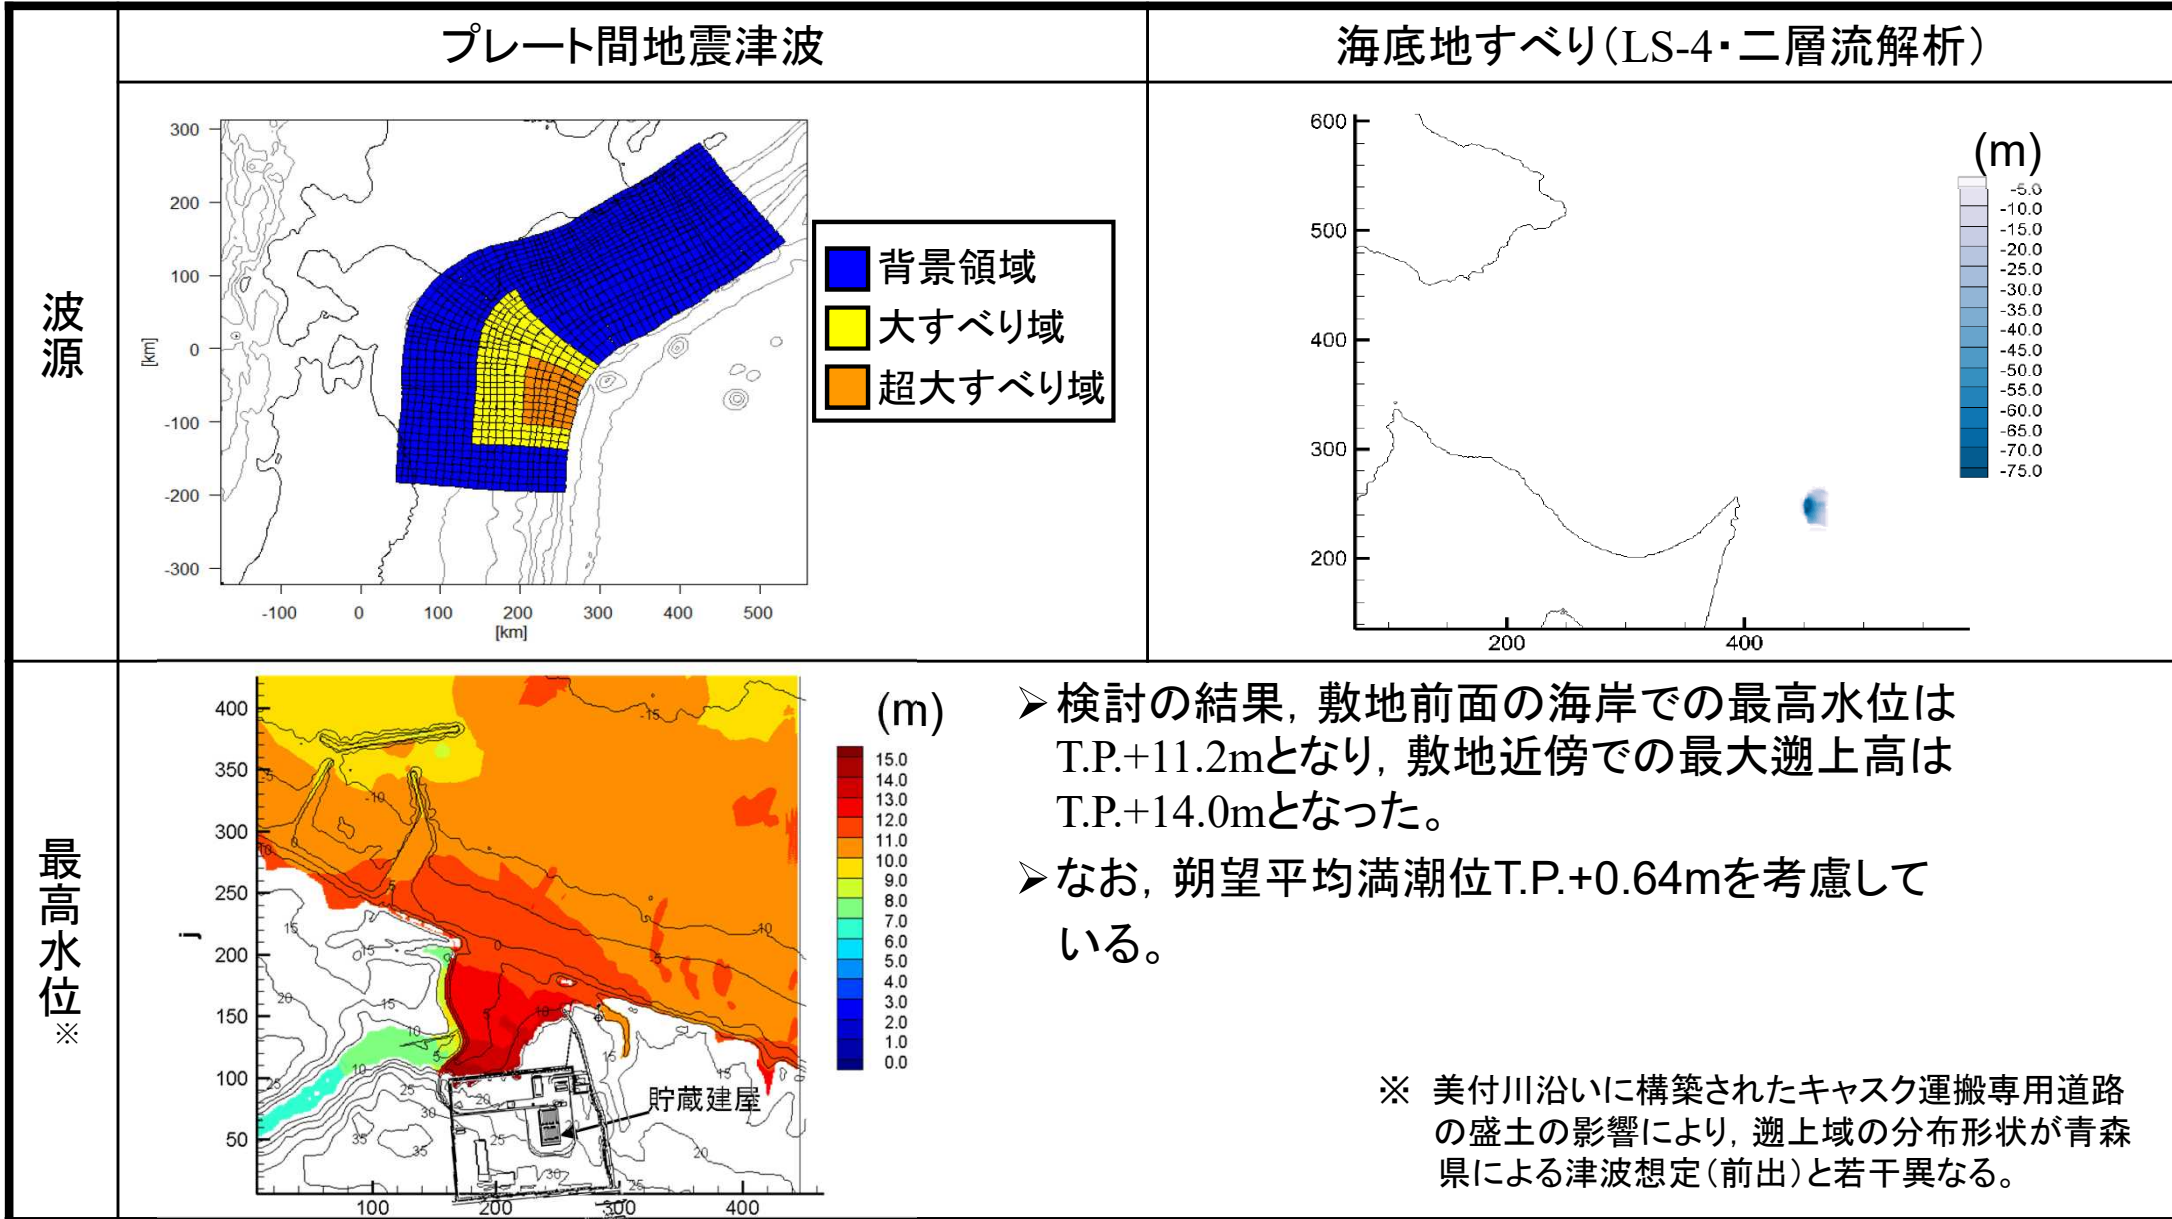 プレート間地震津波
海底地すべり(LS-4・二層流解析)
波源
300
200
100
0
-100
-200
-300
[km]
-100 0 100 200 300 400 500
[km]
背景領域
大すべり域
超大すべり域
600
500
400
300
200
200 400
(m)
-5.0
-10.0
-15.0
-20.0
-25.0
-30.0
-35.0
-40.0
-45.0
-50.0
-55.0
-60.0
-65.0
-70.0
-75.0
最高水位※
400
350
300
250
200
150
100
50
j
100 200 300 400
貯蔵建屋
(m)
15.0
14.0
13.0
12.0
11.0
10.0
9.0
8.0
7.0
6.0
5.0
4.0
3.0
2.0
1.0
0.0
➢検討の結果, 敷地前面の海岸での最高水位は
T.P.+11.2mとなり, 敷地近傍での最大遡上高は
T.P.+14.0mとなった。
➢なお, 朔望平均満潮位T.P.+0.64mを考慮して
いる。
※ 美付川沿いに構築されたキャスク運搬専用道路
の盛土の影響により, 遡上域の分布形状が青森
県による津波想定(前出)と若干異なる。